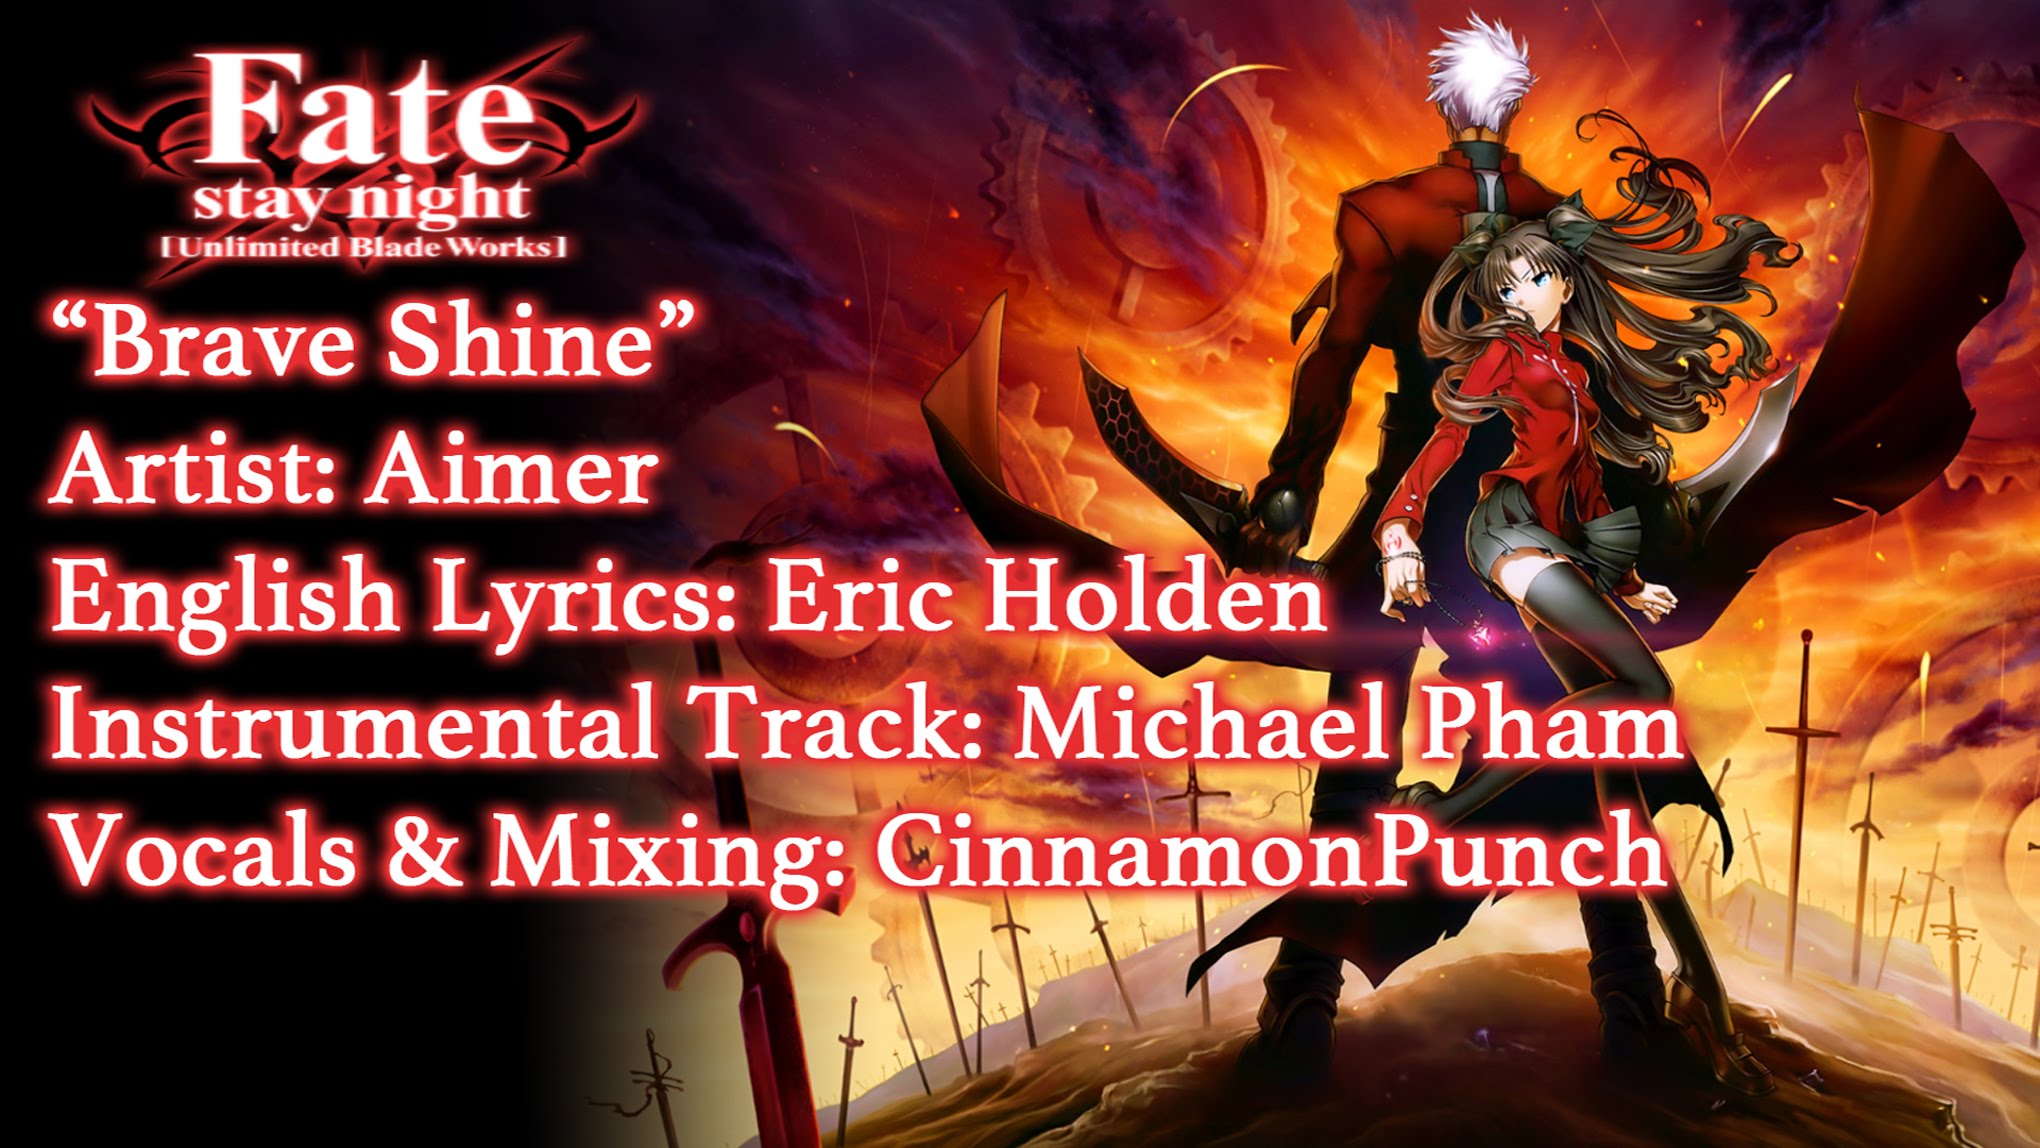 Fate
stay night
[Unlimited Blade Works]
“Brave Shine”
Artist: Aimer
English Lyrics: Eric Holden
Instrumental Track: Michael Pham
Vocals & Mixing: CinnamonPunch